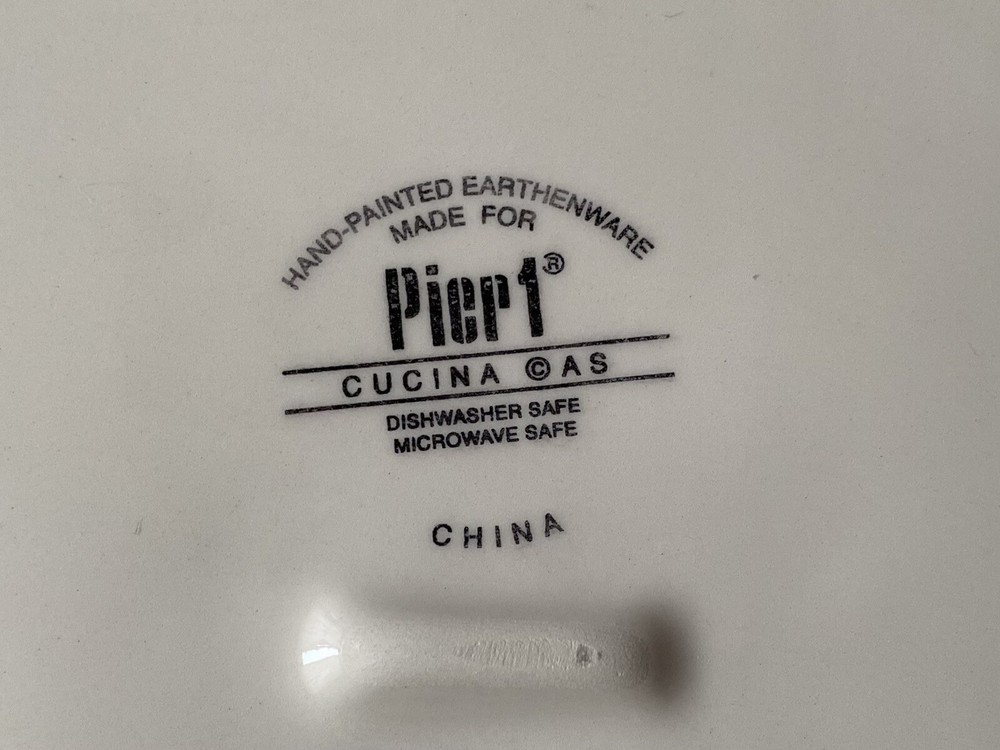 HAND-PAINTED EARTHENWARE
MADE FOR
Pier1®
CUCINA ©AS
DISHWASHER SAFE
MICROWAVE SAFE
CHINA